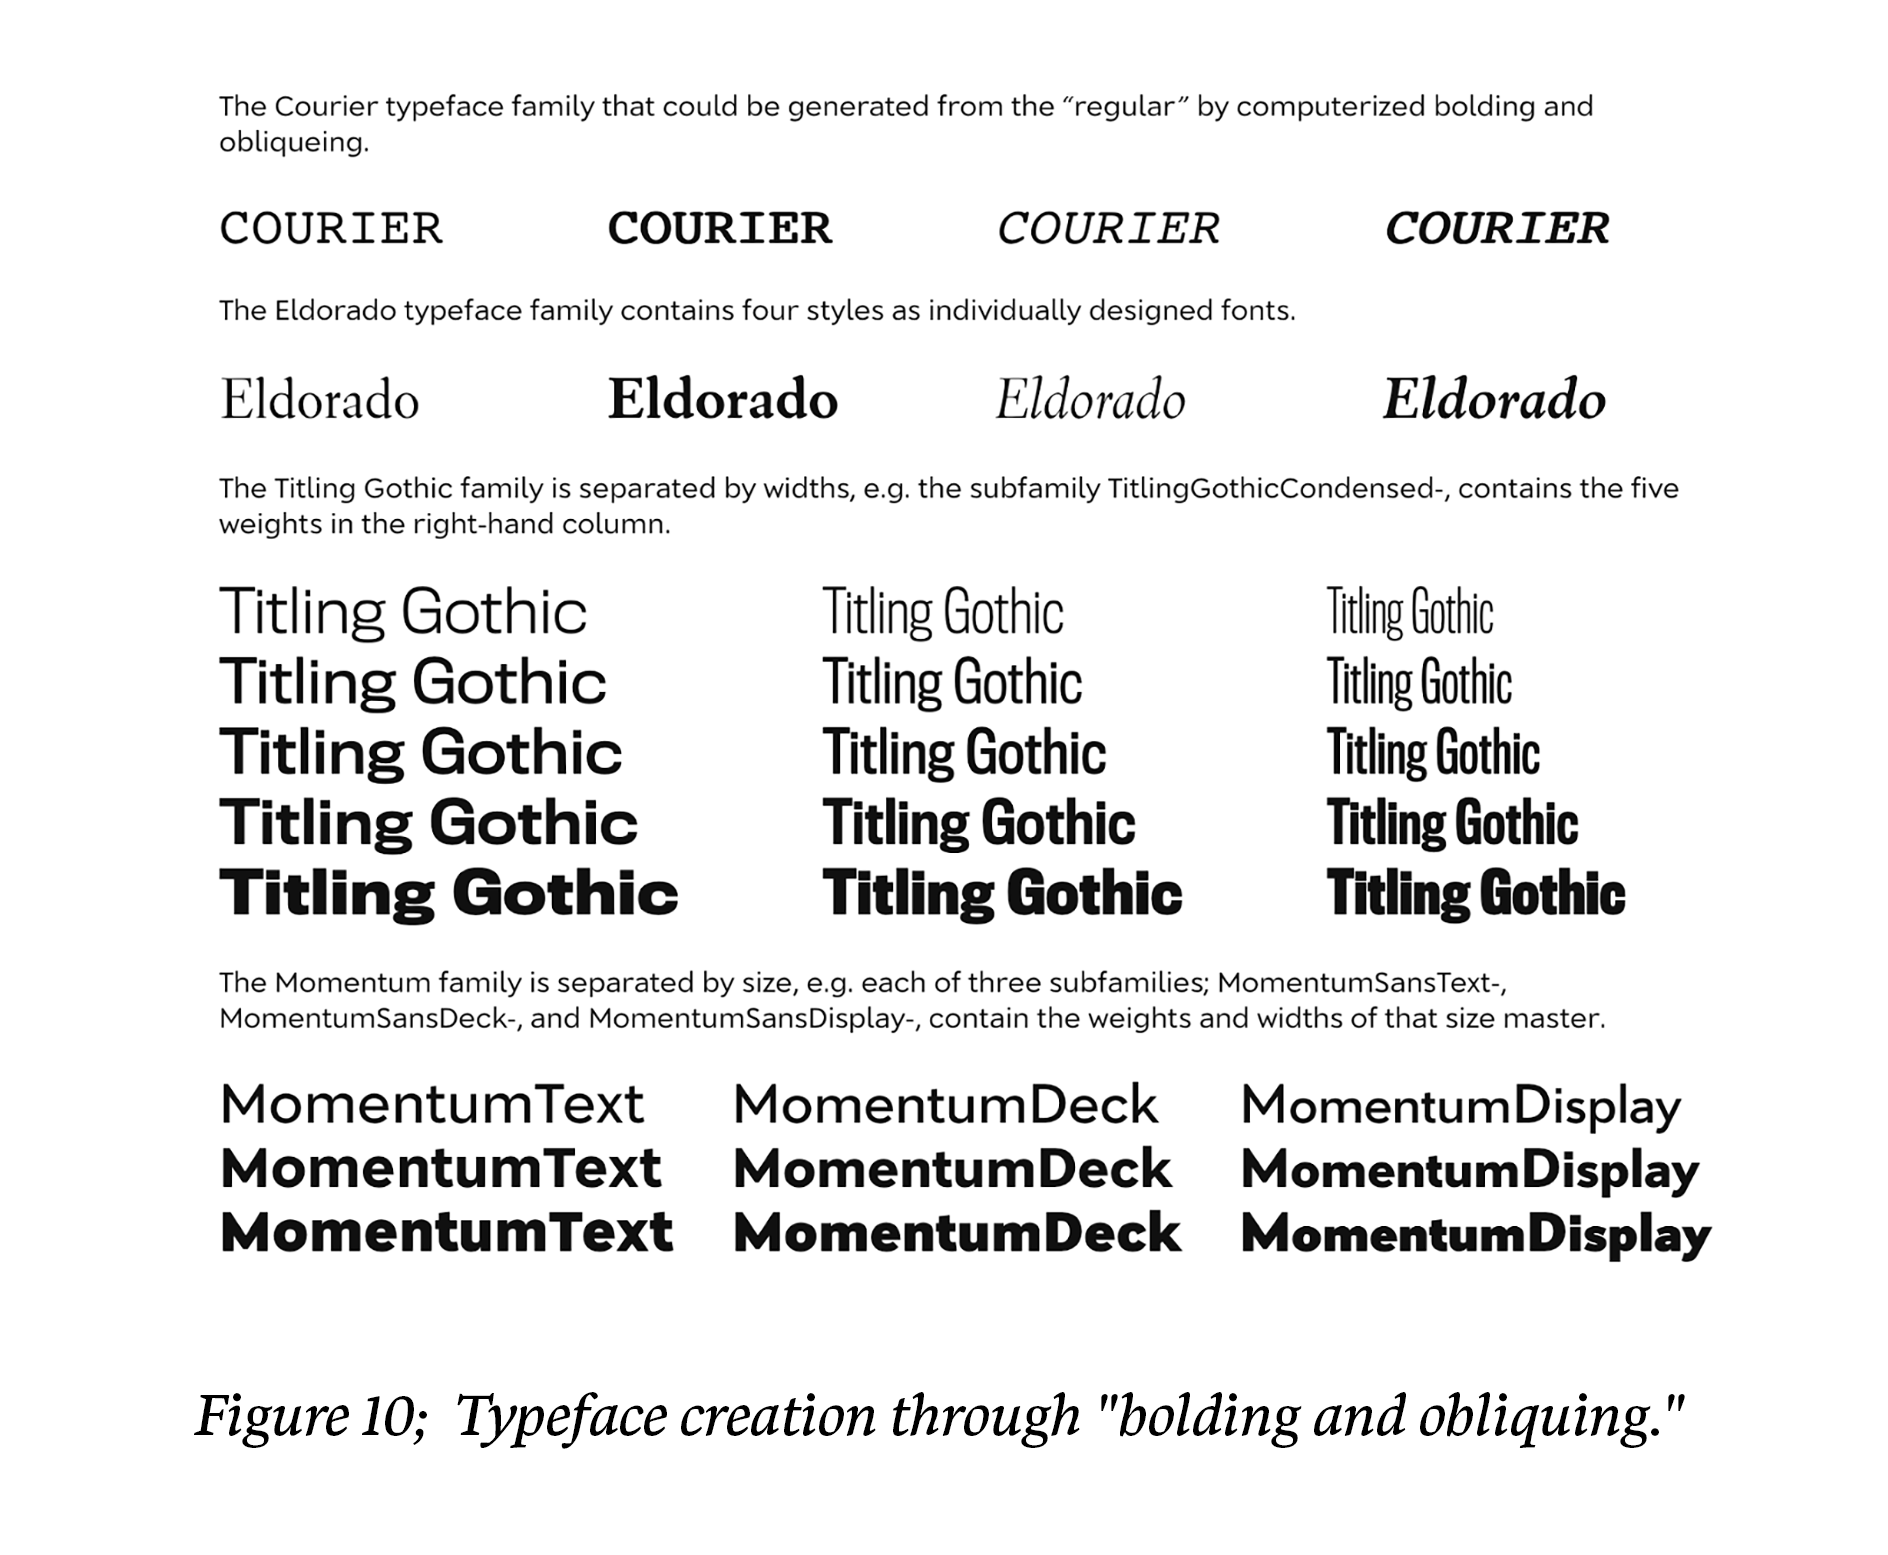 The Courier typeface family that could be generated from the “regular” by computerized bolding and
obliqueing.
COURIER COURIER COURIER COURIER
The Eldorado typeface family contains four styles as individually designed fonts.
Eldorado Eldorado Eldorado Eldorado
The Titling Gothic family is separated by widths, e.g. the subfamily TitlingGothicCondensed-, contains the five
weights in the right-hand column.
Titling Gothic Titling Gothic Titling Gothic
Titling Gothic Titling Gothic Titling Gothic
Titling Gothic Titling Gothic Titling Gothic
Titling Gothic Titling Gothic Titling Gothic
Titling Gothic Titling Gothic Titling Gothic
The Momentum family is separated by size, e.g. each of three subfamilies; MomentumSansText-,
MomentumSansDeck-, and MomentumSansDisplay-, contain the weights and widths of that size master.
MomentumText MomentumDeck MomentumDisplay
MomentumText MomentumDeck MomentumDisplay
MomentumText MomentumDeck MomentumDisplay
Figure 10; Typeface creation through "bolding and obliquing."